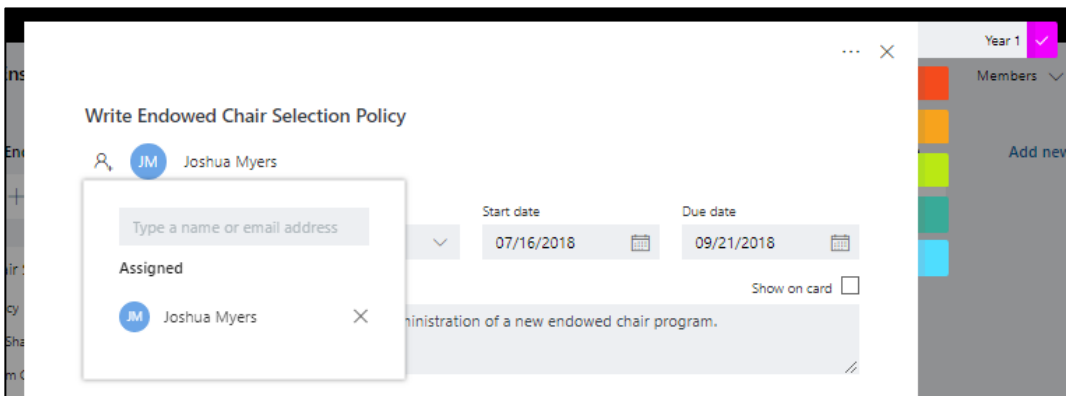 Year 1
Members
Write Endowed Chair Selection Policy
JM Joshua Myers
Add new
Type a name or email address
Start date
Due date
07/16/2018
09/21/2018
Assigned
Show on card
JM Joshua Myers
ministration of a new endowed chair program.